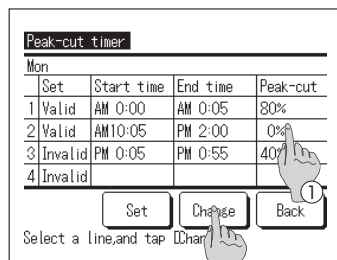 Peak-cut timer
Mon
Set Start time End time Peak-cut
1 Valid AM 0:00 AM 0:05 80%
2 Valid AM10:05 PM 2:00 0%
3 Invalid PM 0:05 PM 0:55 40%
4 Invalid
①
Set Change Back
Select a line,and tap